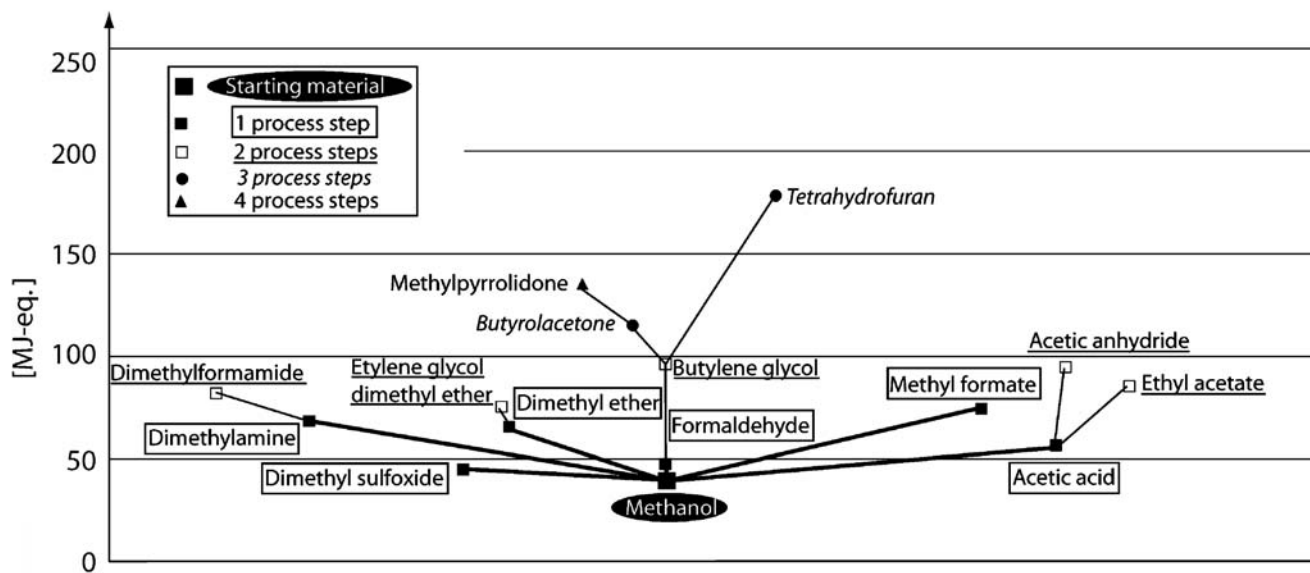 250
Starting material
1 process step
200
2 process steps
3 process steps
4 process steps
Tetrahydrofuran
150
Methylpyrrolidone
Butyrolacetone
[MJ-eq.]
100
Acetic anhydride
Etylene glycol
dimethyl ether
Butylene glycol
Dimethylformamide
Methyl formate
Ethyl acetate
Dimethyl ether
Formaldehyde
Dimethylamine
50
Dimethyl sulfoxide
Acetic acid
Methanol
0